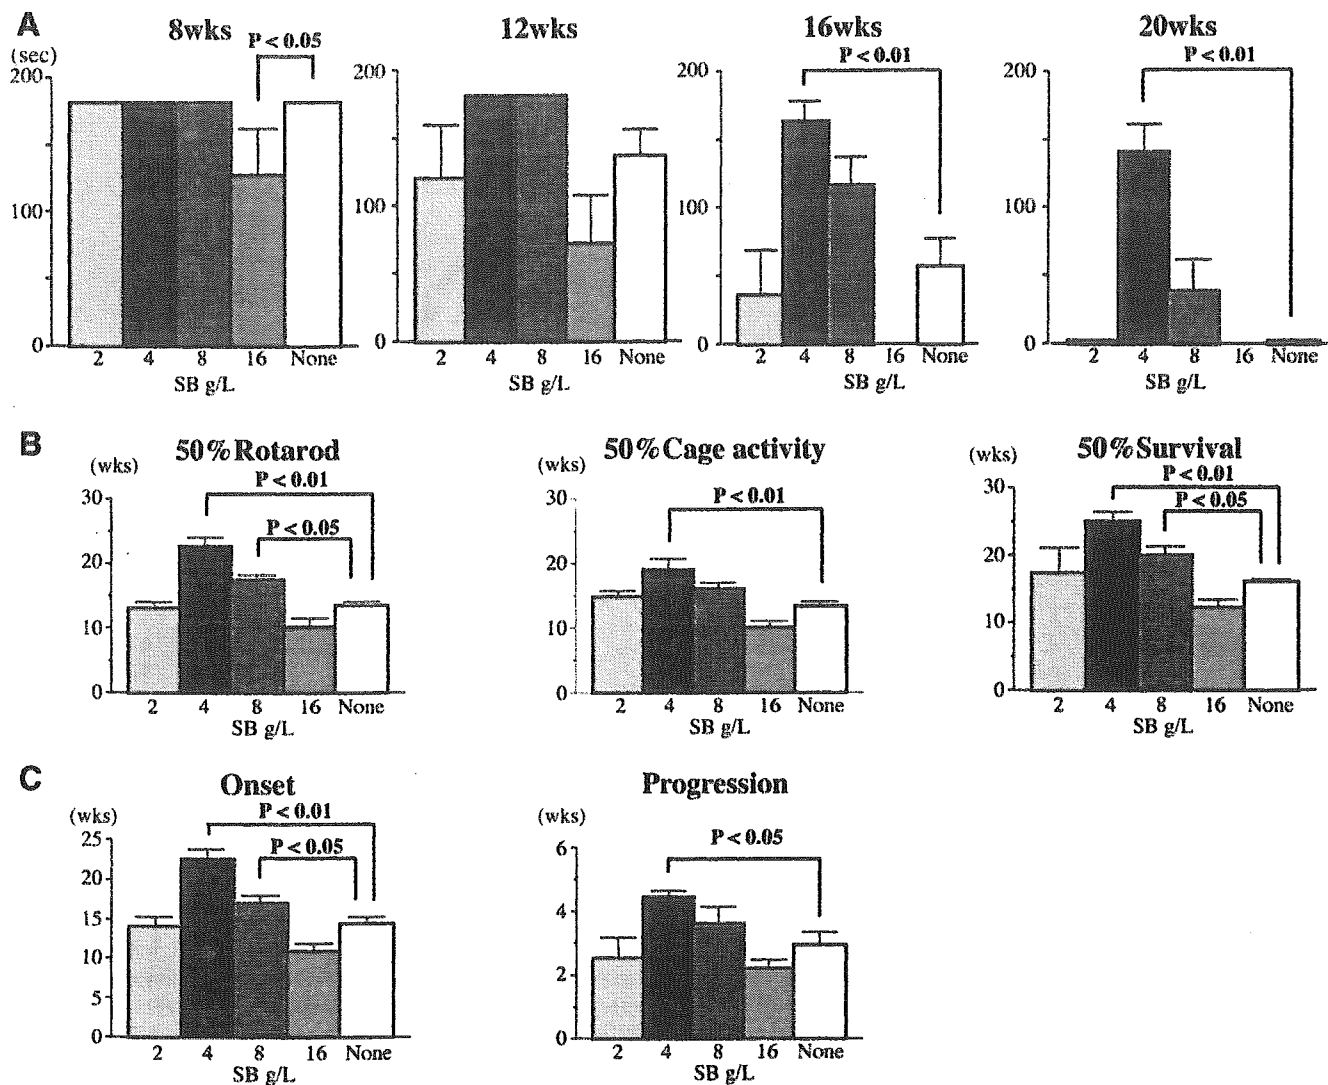 A
8wks
12wks
16wks
20wks
(sec)
P < 0.05
P < 0.01
P < 0.01
200
100
0
200
100
0
200
100
0
200
100
0
2 4 8 16 None
SB g/L
2 4 8 16 None
SB g/L
2 4 8 16 None
SB g/L
2 4 8 16 None
SB g/L
B
50%Rotarod
50%Cage activity
50%Survival
(wks)
P < 0.01
P < 0.05
30
20
10
0
2 4 8 16 None
SB g/L
(wks)
P < 0.01
30
20
10
0
2 4 8 16 None
SB g/L
(wks)
P < 0.01
P < 0.05
30
20
10
0
2 4 8 16 None
SB g/L
C
Onset
Progression
(wks)
P < 0.01
P < 0.05
25
20
15
10
5
0
2 4 8 16 None
SB g/L
(wks)
P < 0.05
6
4
2
0
2 4 8 16 None
SB g/L